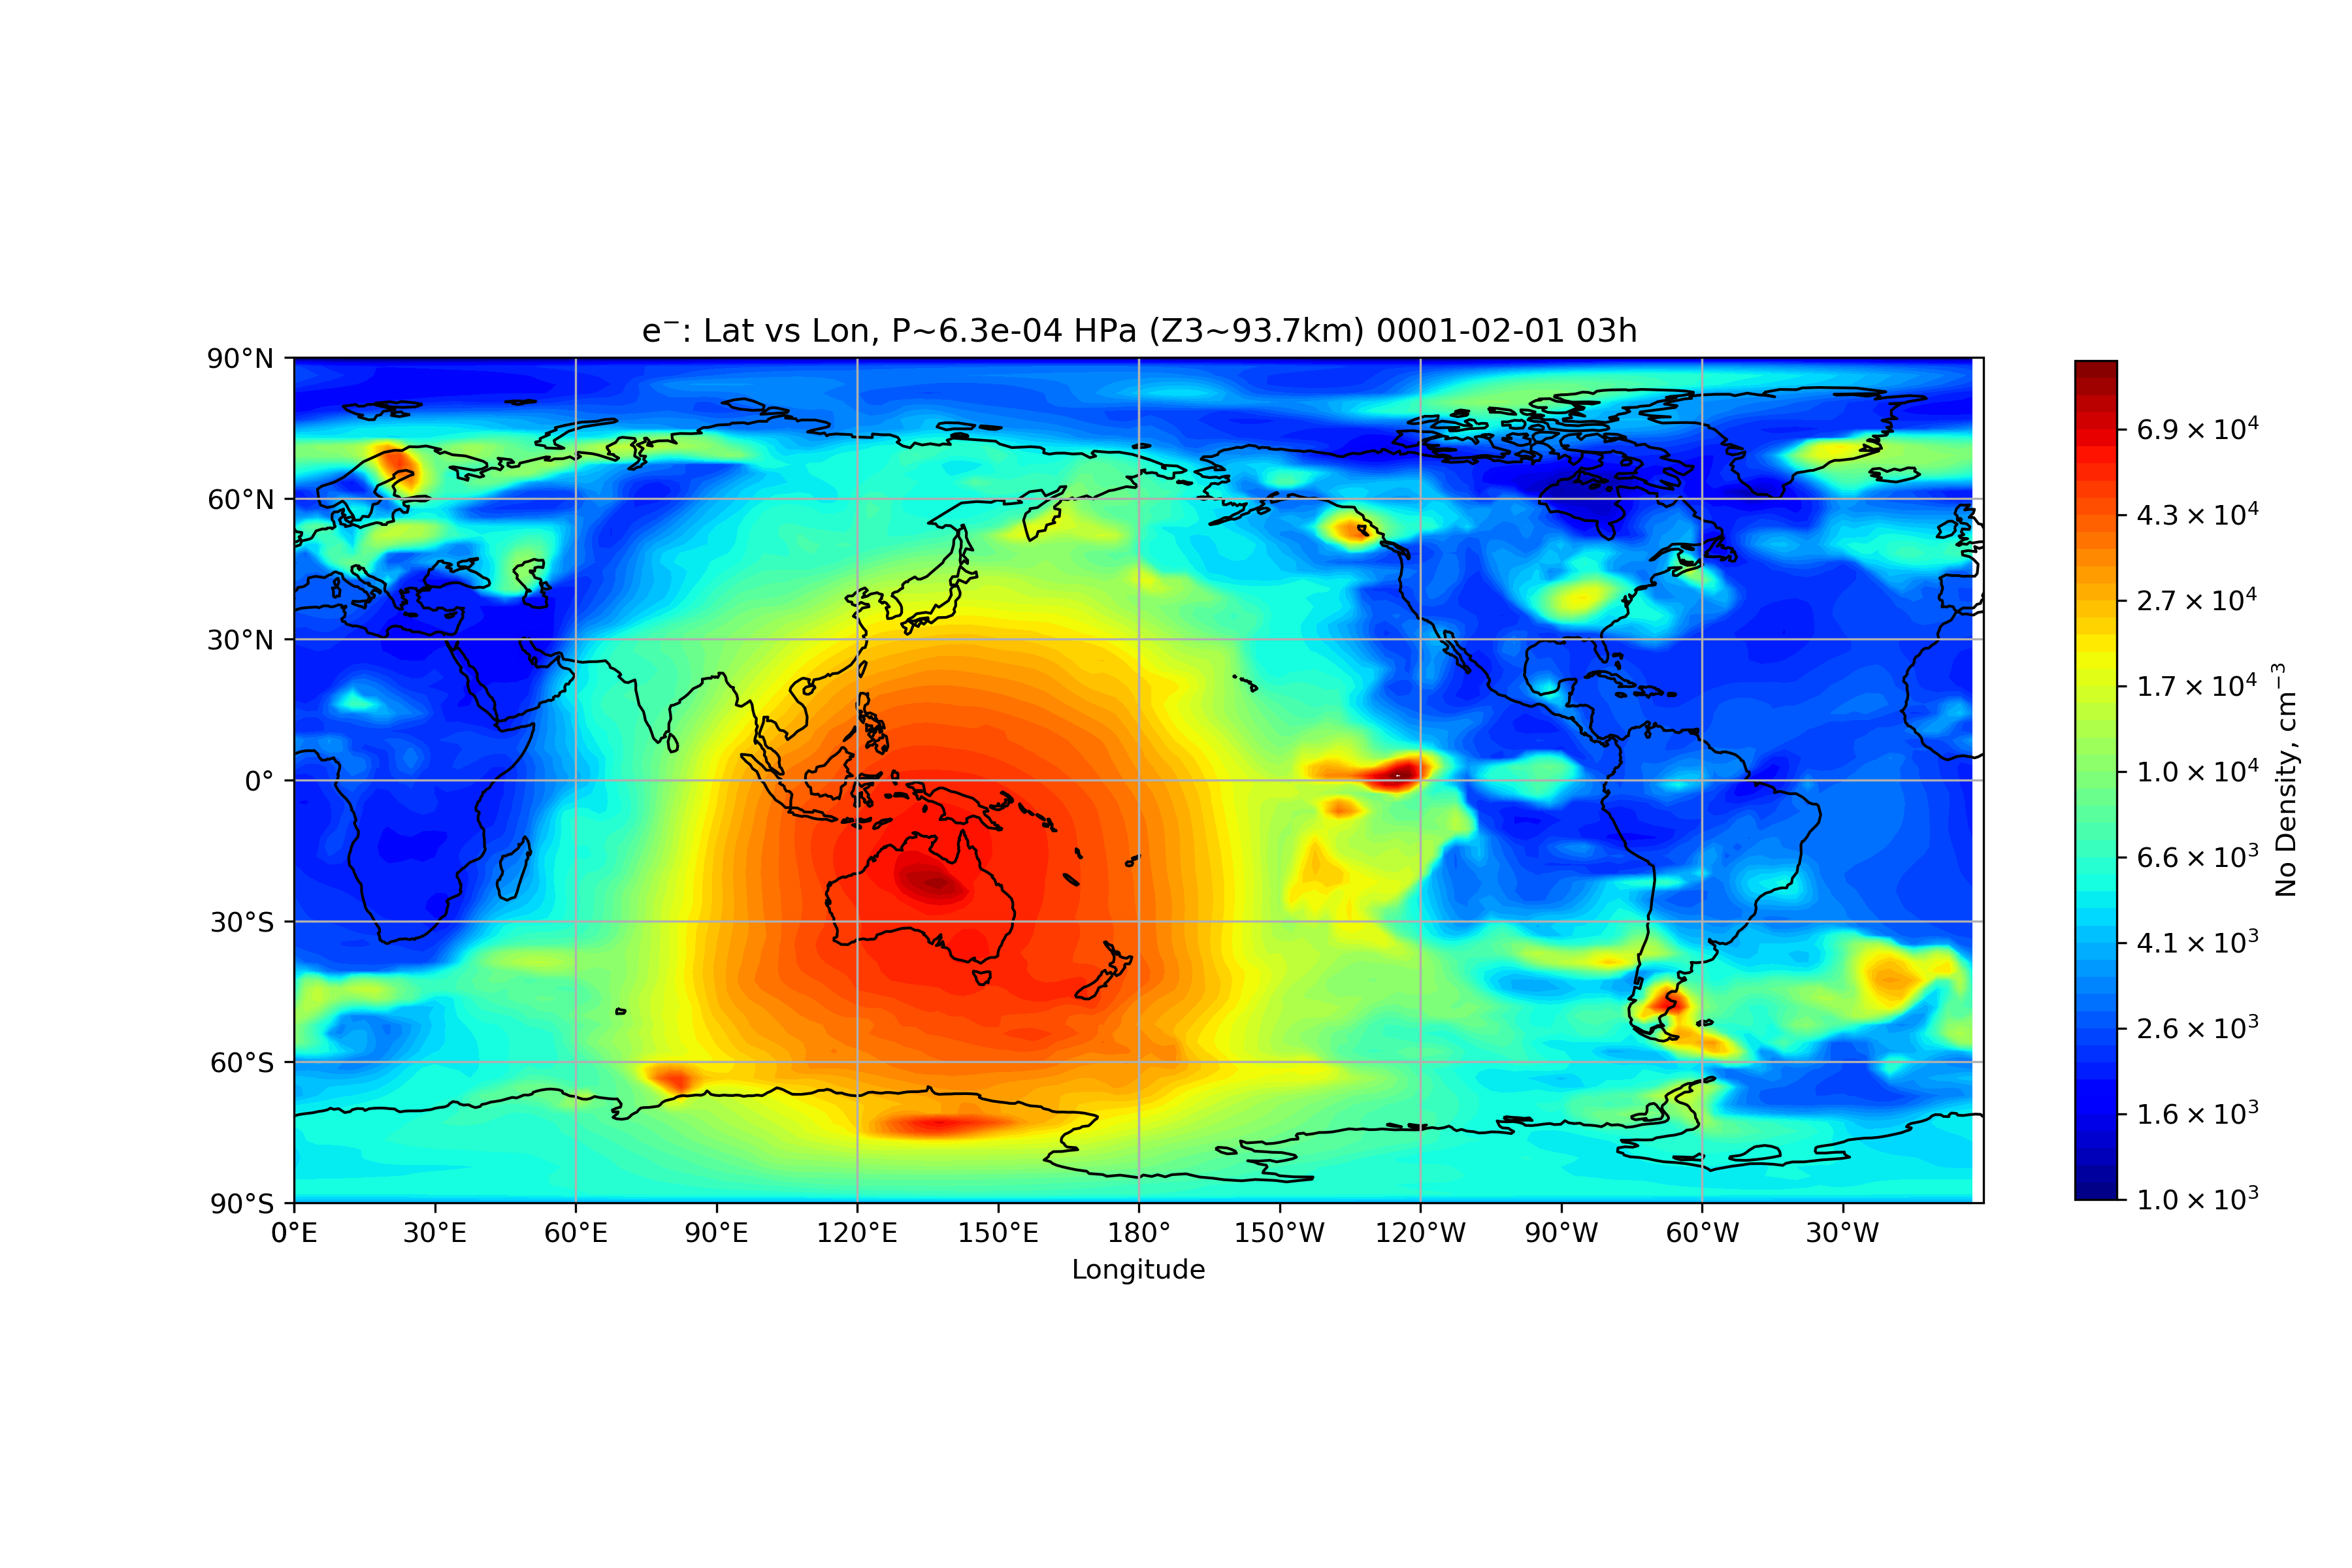 e⁻: Lat vs Lon, P~6.3e-04 HPa (Z3~93.7km) 0001-02-01 03h
90°N
60°N
30°N
0°
30°S
60°S
90°S
0°E 30°E 60°E 90°E 120°E 150°E 180° 150°W 120°W 90°W 60°W 30°W
Longitude
6.9 × 10⁴
4.3 × 10⁴
2.7 × 10⁴
1.7 × 10⁴
1.0 × 10⁴
6.6 × 10³
4.1 × 10³
2.6 × 10³
1.6 × 10³
1.0 × 10³
No Density, cm⁻³